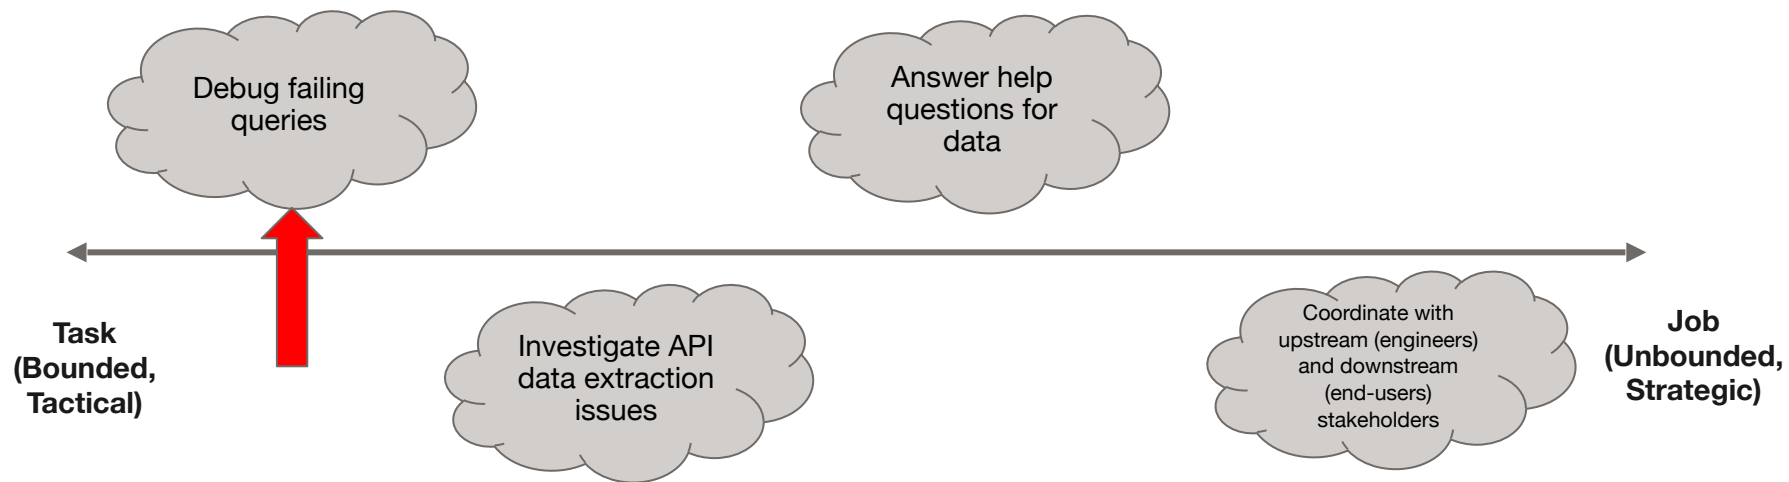 Debug failing
queries
Answer help
questions for
data
Task
(Bounded,
Tactical)
Investigate API
data extraction
issues
Coordinate with
upstream (engineers)
and downstream
(end-users)
stakeholders
Job
(Unbounded,
Strategic)